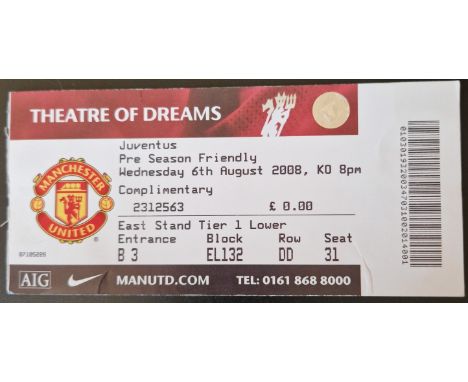 THEATRE OF DREAMS
Juventus
Pre Season Friendly
Wednesday 6th August 2008, KO 8pm
Complimentary
2312563 £ 0.00
MANCHESTER
UNITED
East Stand Tier 1 Lower
Entrance Block Row Seat
B 3 EL132 DD 31
AIG MANUTD.COM TEL: 0161 868 8000